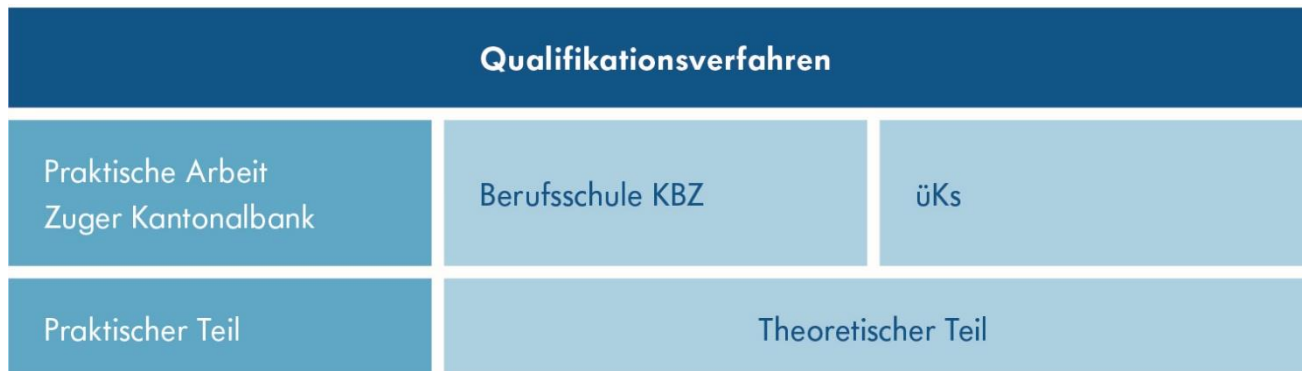 Qualifikationsverfahren
Praktische Arbeit
Zuger Kantonalbank
Berufsschule KBZ
üKs
Praktischer Teil
Theoretischer Teil